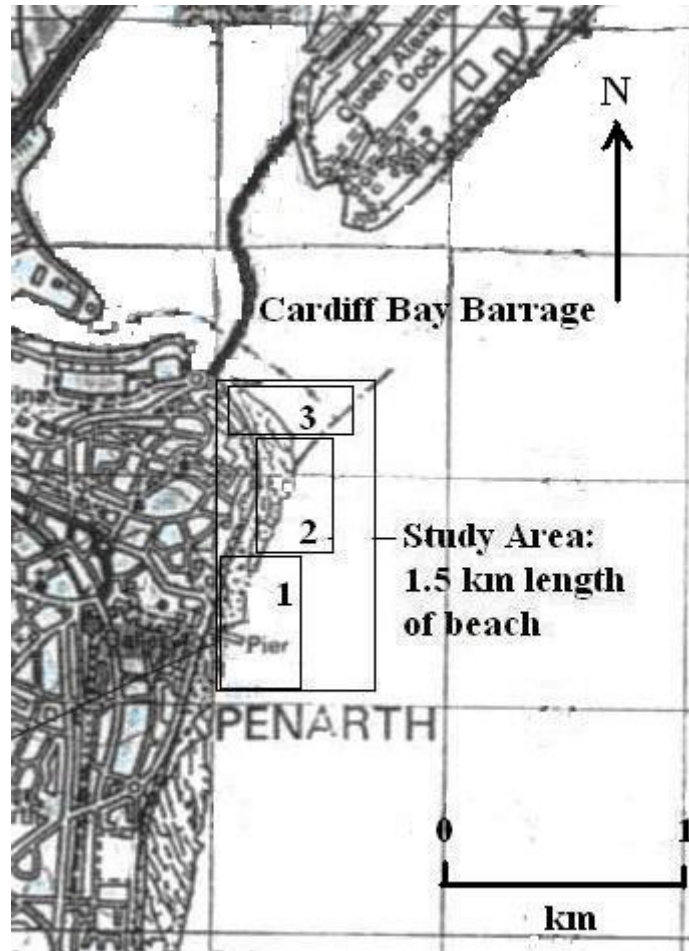 Queen Alexan
Dock
N
Cardiff Bay Barrage
3
2
Study Area:
1.5 km length
of beach
1
Pier
PENARTH
0
1
km